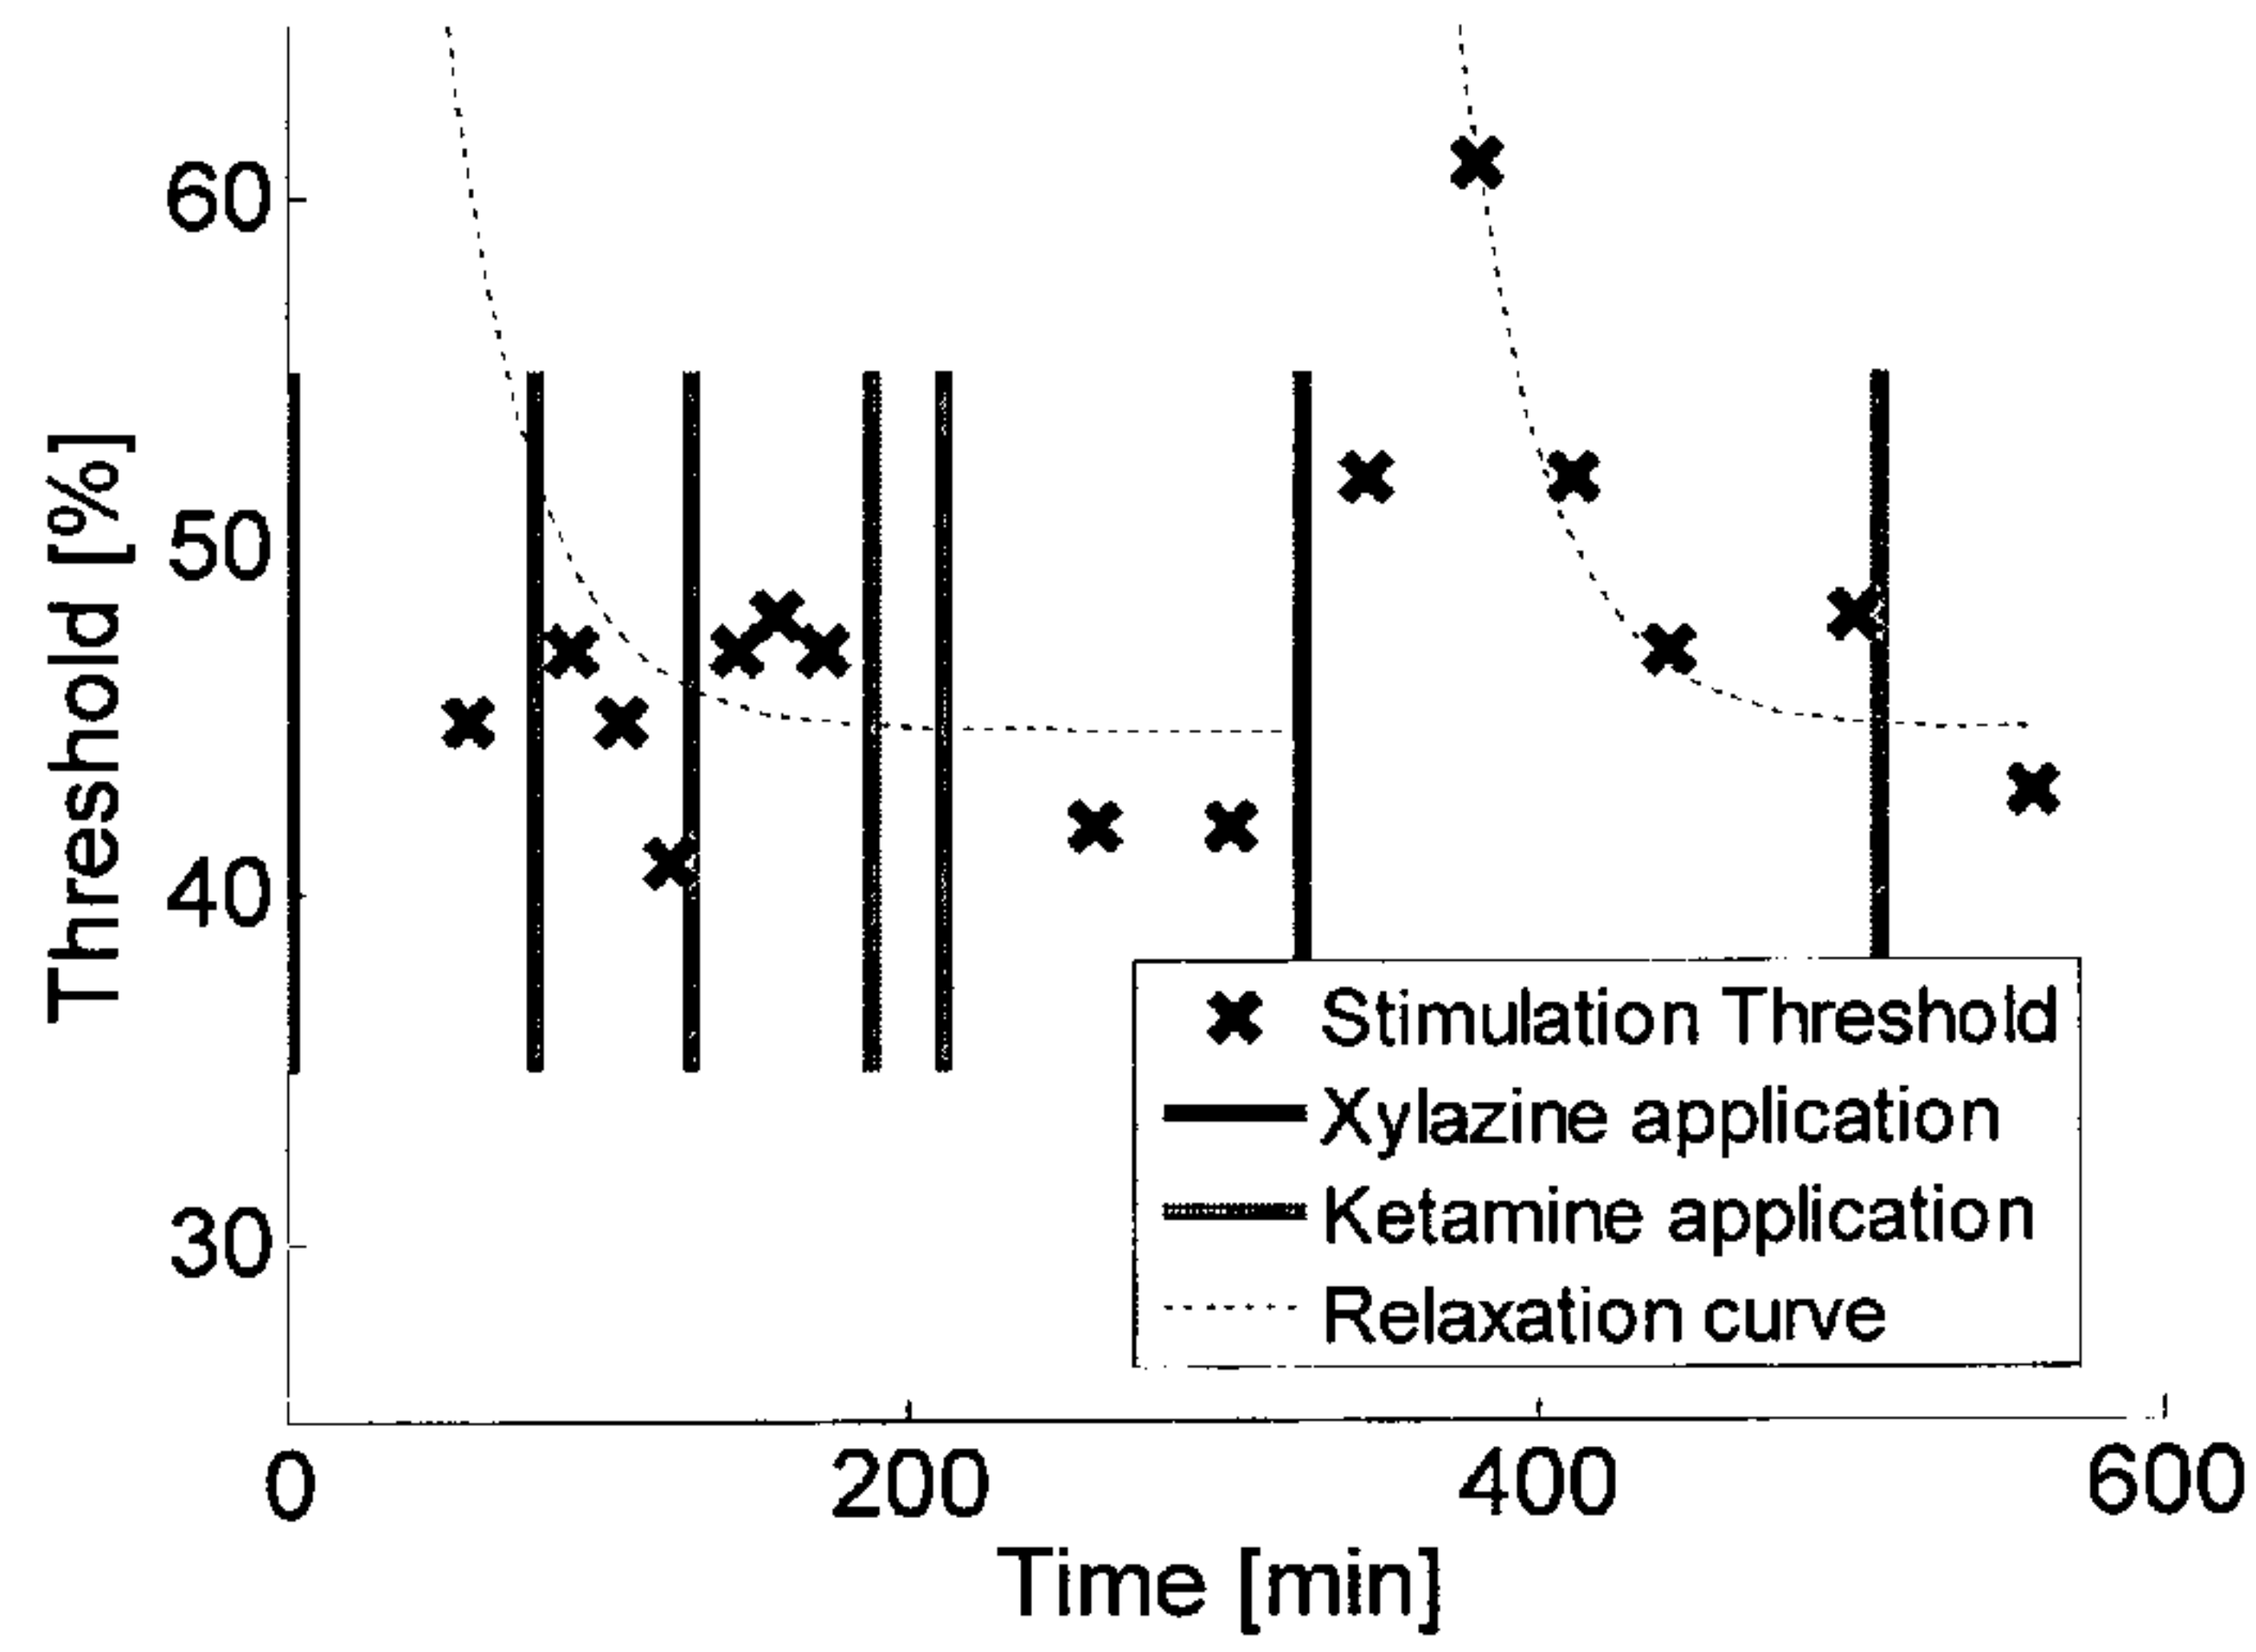 Threshold [%]
60
50
40
30
Stimulation Threshold
Xylazine application
Ketamine application
Relaxation curve
0 200 400 600
Time [min]